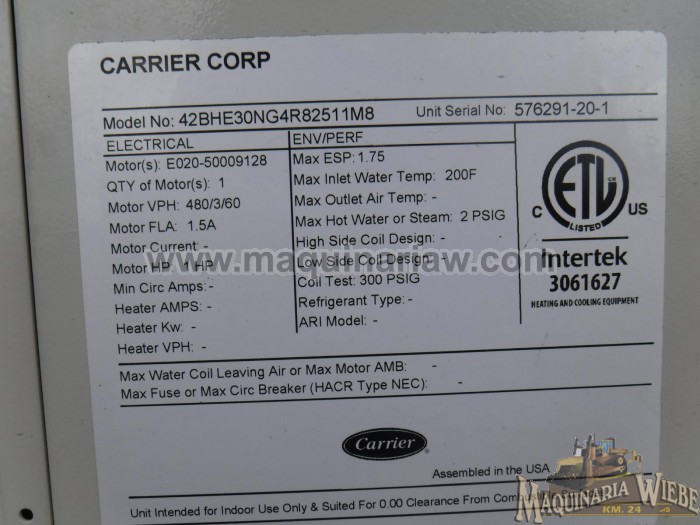 CARRIER CORP
Model No: 42BHE30NG4R82511M8 Unit Serial No: 576291-20-1
ELECTRICAL
Motor(s): E020-50009128
QTY of Motor(s): 1
Motor VPH: 480/3/60
Motor FLA: 1.5A
Motor Current: -
Motor HP: 1 HP
Min Circ Amps:-
Heater AMPS: -
Heater Kw: -
Heater VPH: -
ENV/PERF
Max ESP: 1.75
Max Inlet Water Temp: 200F
Max Outlet Air Temp: -
Max Hot Water or Steam: 2 PSIG
High Side Coil Design: -
Low Side Coil Design: -
Coil Test: 300 PSIG
Refrigerant Type: -
ARI Model: -
ETL CM
LISTED
C US
Intertek
3061627
HEATING AND COOLING EQUIPMENT
www.maquinariaw.com
Max Water Coil Leaving Air or Max Motor AMB: -
Max Fuse or Max Circ Breaker (HACR Type NEC): -
Carrier
Assembled in the USA
Unit Intended for Indoor Use Only & Suited For 0.00 Clearance From
MAQUINARIA WIEBE
KM. 24